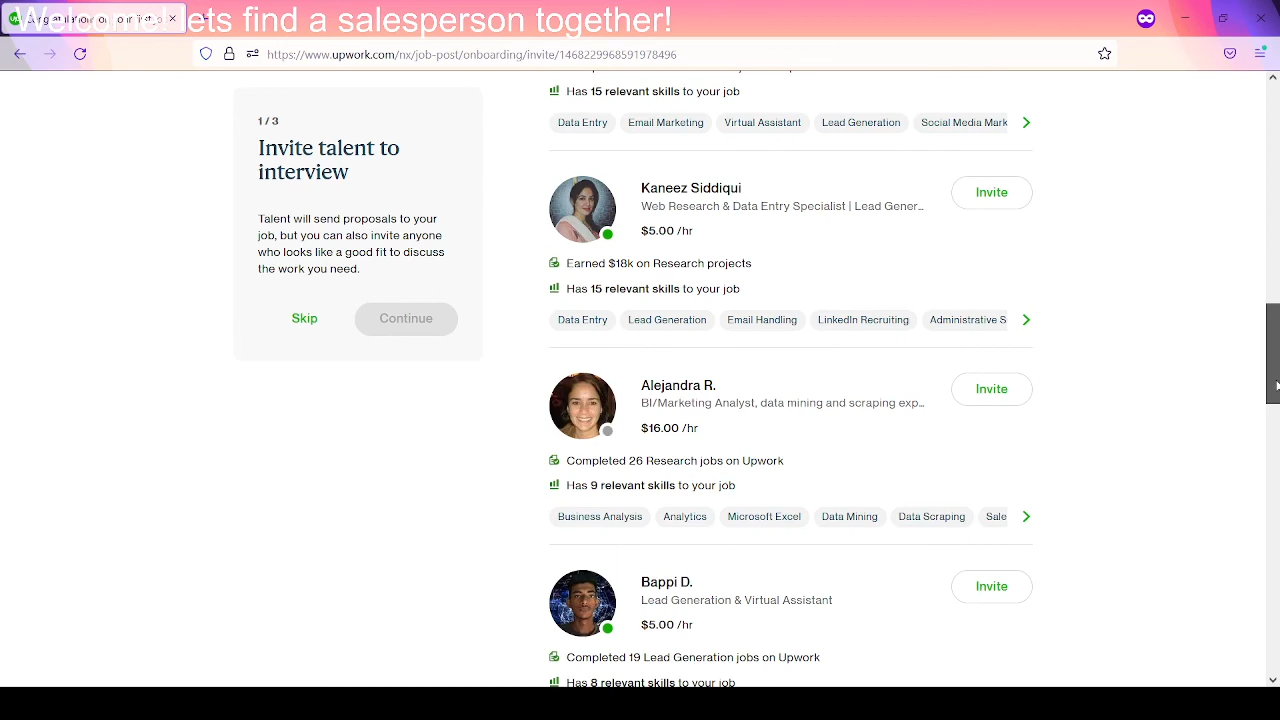 Welcome! lets find a salesperson together!
https://www.upwork.com/nx/job-post/onboarding/invite/1468229968591978496
Has 15 relevant skills to your job
Data Entry Email Marketing Virtual Assistant Lead Generation Social Media Mark
1 / 3
Invite talent to
interview
Talent will send proposals to your
job, but you can also invite anyone
who looks like a good fit to discuss
the work you need.
Skip Continue
Kaneez Siddiqui
Invite
Web Research & Data Entry Specialist | Lead Gener...
$5.00 /hr
Earned $18k on Research projects
Has 15 relevant skills to your job
Data Entry Lead Generation Email Handling LinkedIn Recruiting Administrative S
Alejandra R.
Invite
BI/Marketing Analyst, data mining and scraping exp...
$16.00 /hr
Completed 26 Research jobs on Upwork
Has 9 relevant skills to your job
Business Analysis Analytics Microsoft Excel Data Mining Data Scraping Sale
Bappi D.
Invite
Lead Generation & Virtual Assistant
$5.00 /hr
Completed 19 Lead Generation jobs on Upwork
Has 8 relevant skills to your job